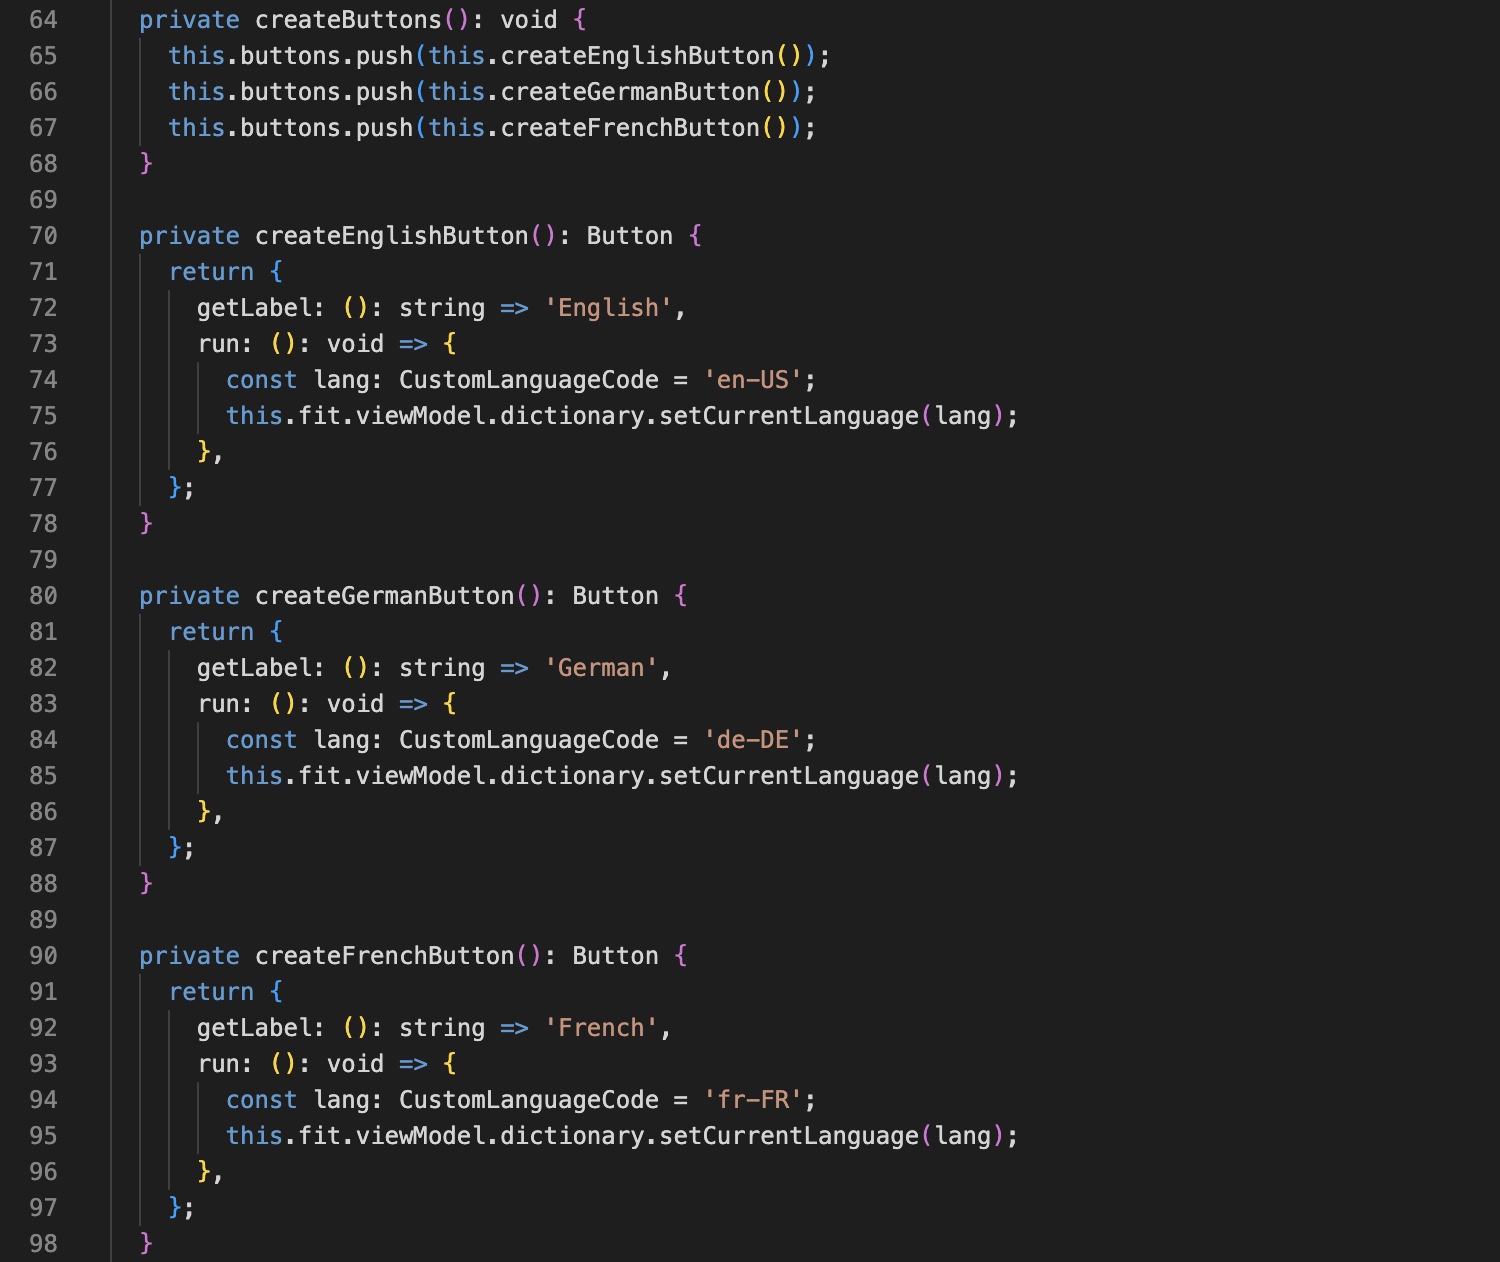 64 private createButtons(): void {
65 this.buttons.push(this.createEnglishButton());
66 this.buttons.push(this.createGermanButton());
67 this.buttons.push(this.createFrenchButton());
68 }
69
70 private createEnglishButton(): Button {
71 return {
72 getLabel: (): string => 'English',
73 run: (): void => {
74 const lang: CustomLanguageCode = 'en-US';
75 this.fit.viewModel.dictionary.setCurrentLanguage(lang);
76 },
77 };
78 }
79
80 private createGermanButton(): Button {
81 return {
82 getLabel: (): string => 'German',
83 run: (): void => {
84 const lang: CustomLanguageCode = 'de-DE';
85 this.fit.viewModel.dictionary.setCurrentLanguage(lang);
86 },
87 };
88 }
89
90 private createFrenchButton(): Button {
91 return {
92 getLabel: (): string => 'French',
93 run: (): void => {
94 const lang: CustomLanguageCode = 'fr-FR';
95 this.fit.viewModel.dictionary.setCurrentLanguage(lang);
96 },
97 };
98 }